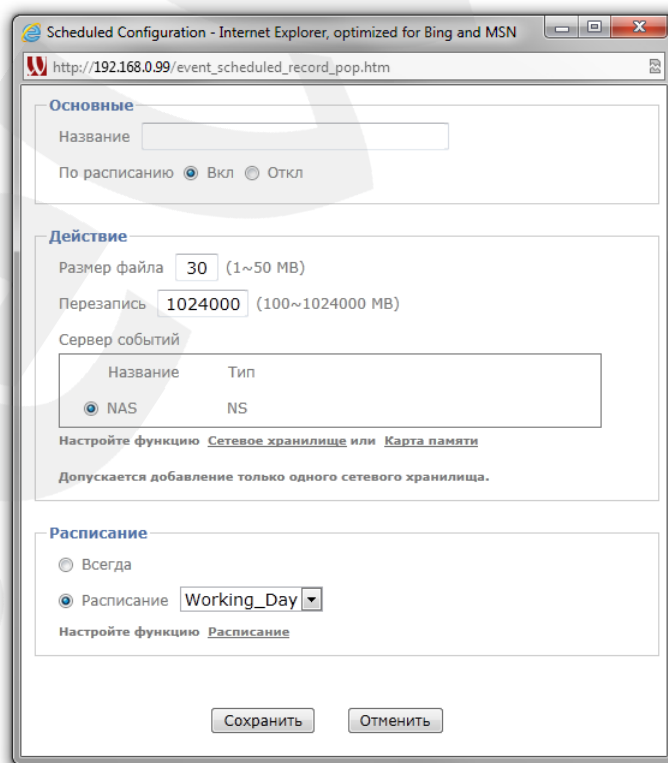 Scheduled Configuration - Internet Explorer, optimized for Bing and MSN
http://192.168.0.99/event_scheduled_record_pop.htm
Основные
Название
По расписанию Вкл Откл
Действие
Размер файла 30 (1~50 MB)
Перезапись 1024000 (100~1024000 MB)
Сервер событий
Название Тип
NAS NS
Настройте функцию Сетевое хранилище или Карта памяти
Допускается добавление только одного сетевого хранилища.
Расписание
Всегда
Расписание Working_Day
Настройте функцию Расписание
Сохранить Отменить